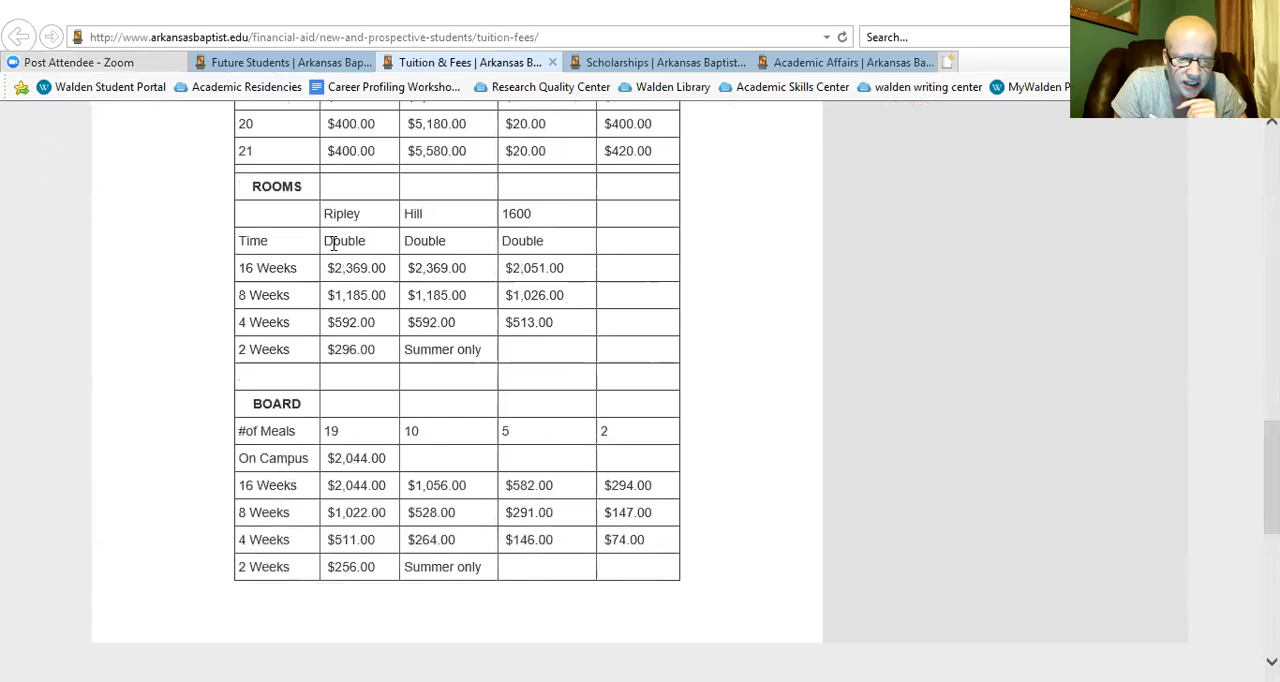 http://www.arkansasbaptist.edu/financial-aid/new-and-prospective-students/tuition-fees/ Search...
Post Attendee - Zoom Future Students | Arkansas Bap... Tuition & Fees | Arkansas B... Scholarships | Arkansas Baptist... Academic Affairs | Arkansas Ba...
Walden Student Portal Academic Residencies Career Profiling Worksho... Research Quality Center Walden Library Academic Skills Center walden writing center MyWalden P
20 $400.00 $5,180.00 $20.00 $400.00
21 $400.00 $5,580.00 $20.00 $420.00
ROOMS
Ripley Hill 1600
Time Double Double Double
16 Weeks $2,369.00 $2,369.00 $2,051.00
8 Weeks $1,185.00 $1,185.00 $1,026.00
4 Weeks $592.00 $592.00 $513.00
2 Weeks $296.00 Summer only
BOARD
#of Meals 19 10 5 2
On Campus $2,044.00
16 Weeks $2,044.00 $1,056.00 $582.00 $294.00
8 Weeks $1,022.00 $528.00 $291.00 $147.00
4 Weeks $511.00 $264.00 $146.00 $74.00
2 Weeks $256.00 Summer only